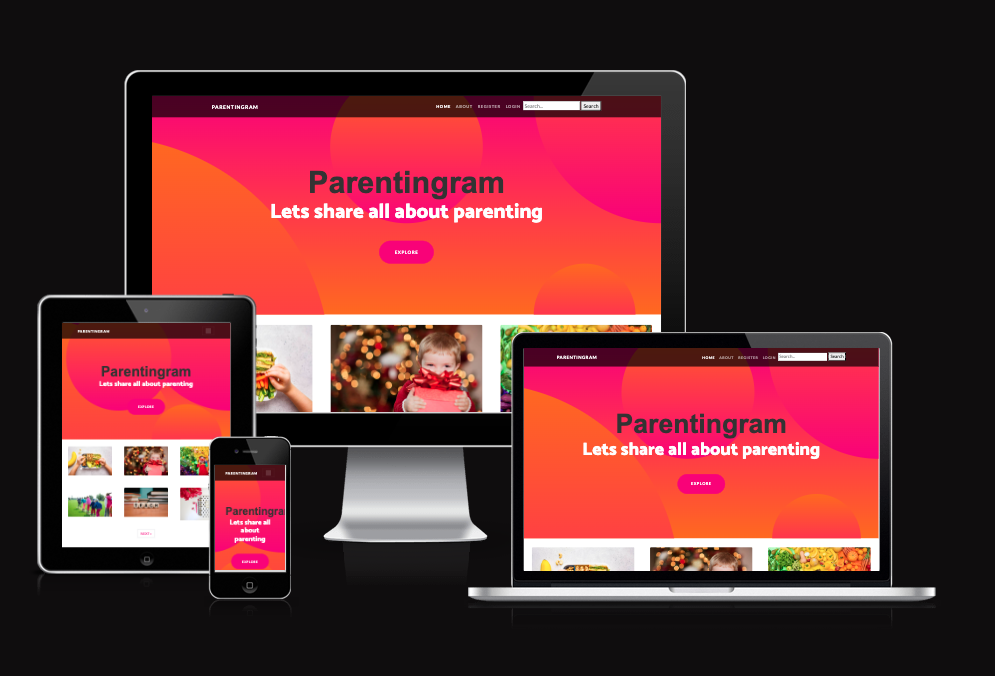 PARENTINGRAM
HOME ABOUT REGISTER LOGIN Search... Search
Parentingram
Lets share all about parenting
EXPLORE
PARENTINGRAM
Parentingram
Lets share all about parenting
EXPLORE
NEXT
PARENTINGRAM
Parentingra
Lets share all
about
parenting
EXPLORE
PARENTINGRAM
HOME ABOUT REGISTER LOGIN Search... Search
Parentingram
Lets share all about parenting
EXPLORE